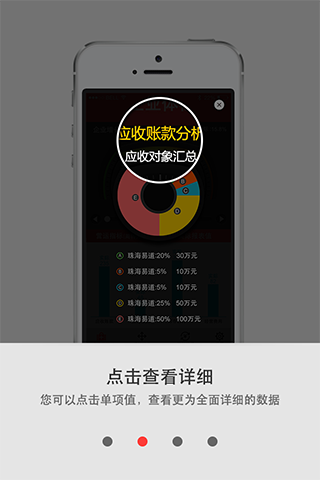 应收账款分析
应收对象汇总
E
B
C
D
A 珠海易道:20% 30万元
B 珠海易道:5% 10万元
C 珠海易道:5% 10万元
D 珠海易道:25% 50万元
E 珠海易道:50% 100万元
点击查看详细
您可以点击单项值，查看更为全面详细的数据